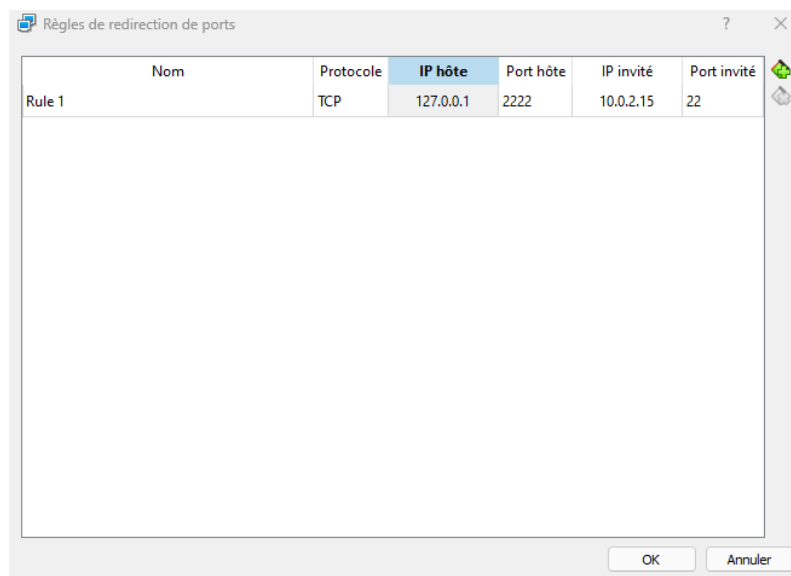 Règles de redirection de ports ? ×
Nom Protocole IP hôte Port hôte IP invité Port invité
Rule 1 TCP 127.0.0.1 2222 10.0.2.15 22
OK Annuler